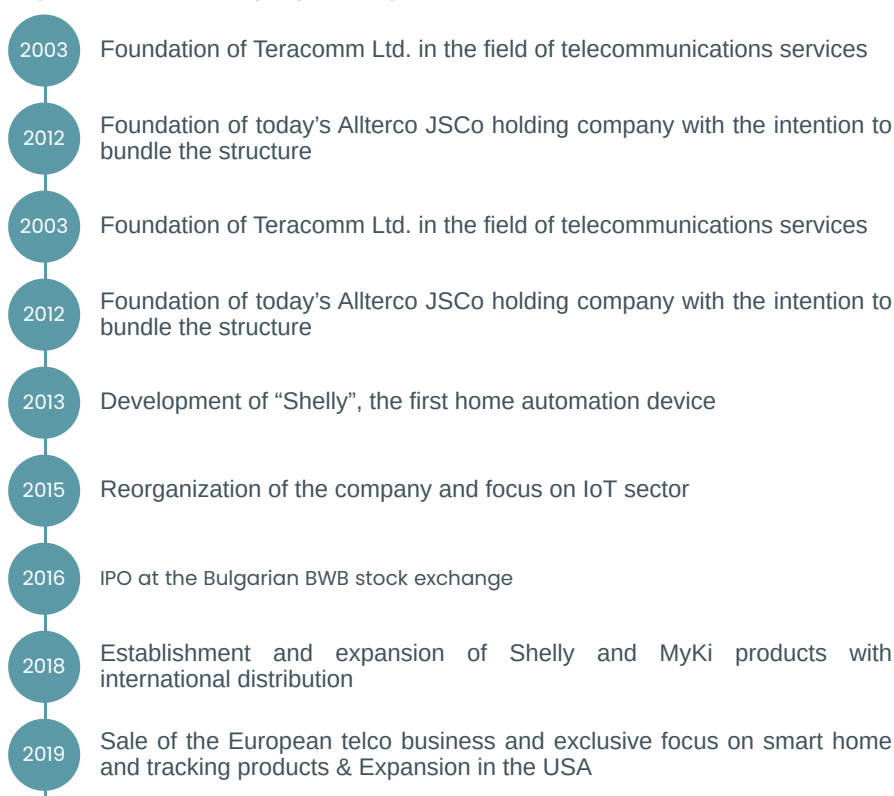 2003
Foundation of Teracomm Ltd. in the field of telecommunications services
2012
Foundation of today’s Allterco JSCo holding company with the intention to
bundle the structure
2003
Foundation of Teracomm Ltd. in the field of telecommunications services
2012
Foundation of today’s Allterco JSCo holding company with the intention to
bundle the structure
2013
Development of “Shelly”, the first home automation device
2015
Reorganization of the company and focus on IoT sector
2016
IPO at the Bulgarian BWB stock exchange
2018
Establishment and expansion of Shelly and MyKi products with
international distribution
2019
Sale of the European telco business and exclusive focus on smart home
and tracking products & Expansion in the USA